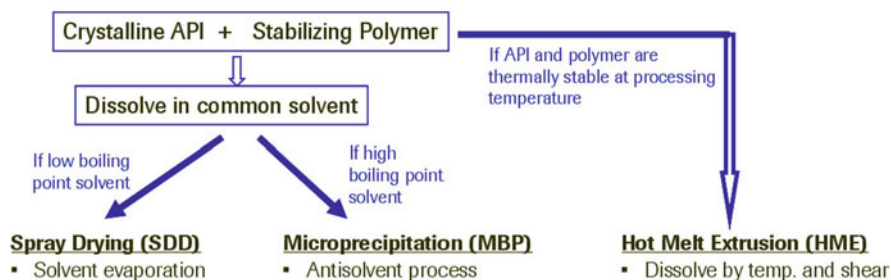 Crystalline API + Stabilizing Polymer
If API and polymer are
thermally stable at processing
temperature
Dissolve in common solvent
If low boiling
point solvent
If high
boiling point
solvent
Spray Drying (SDD)
▪ Solvent evaporation
Microprecipitation (MBP)
▪ Antisolvent process
Hot Melt Extrusion (HME)
▪ Dissolve by temp. and shear